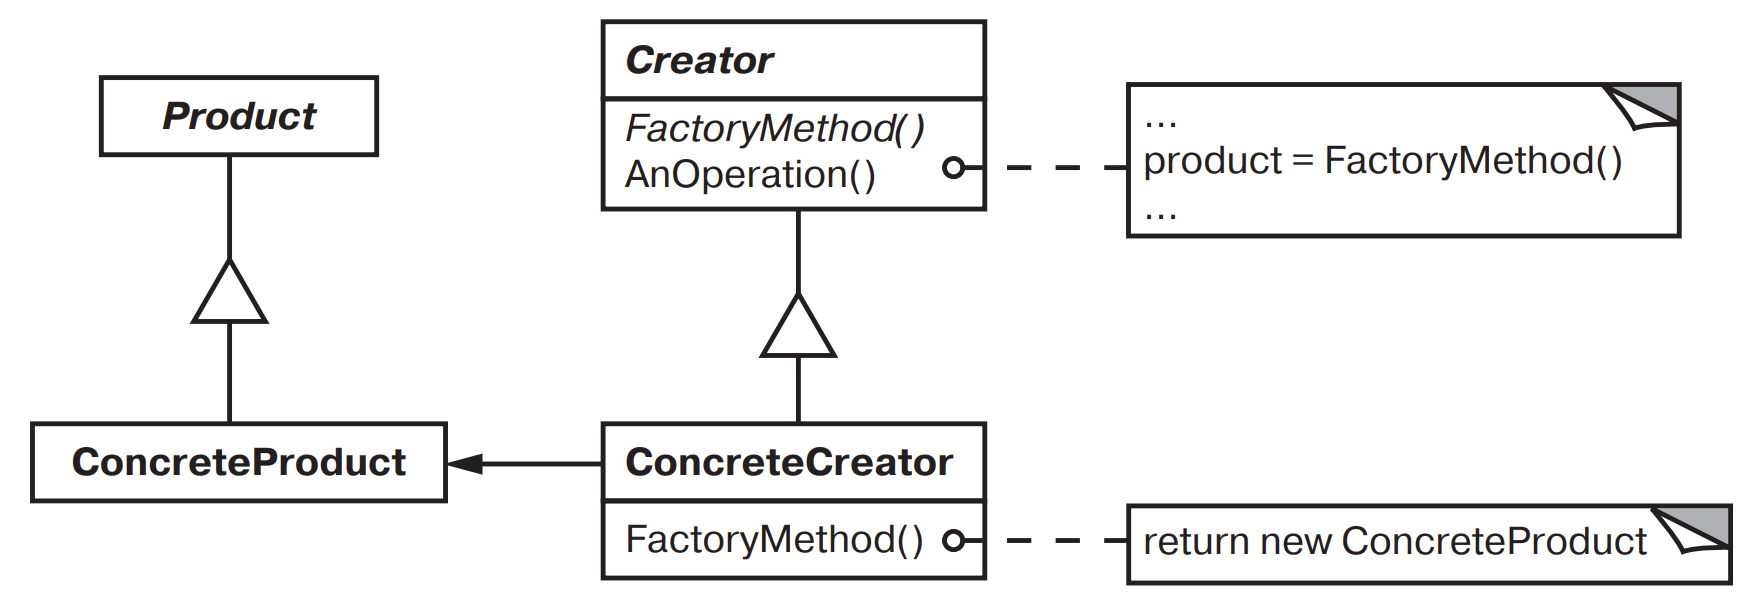 Product
Creator
FactoryMethod()
AnOperation()
...
product = FactoryMethod()
...
ConcreteProduct
ConcreteCreator
FactoryMethod()
return new ConcreteProduct